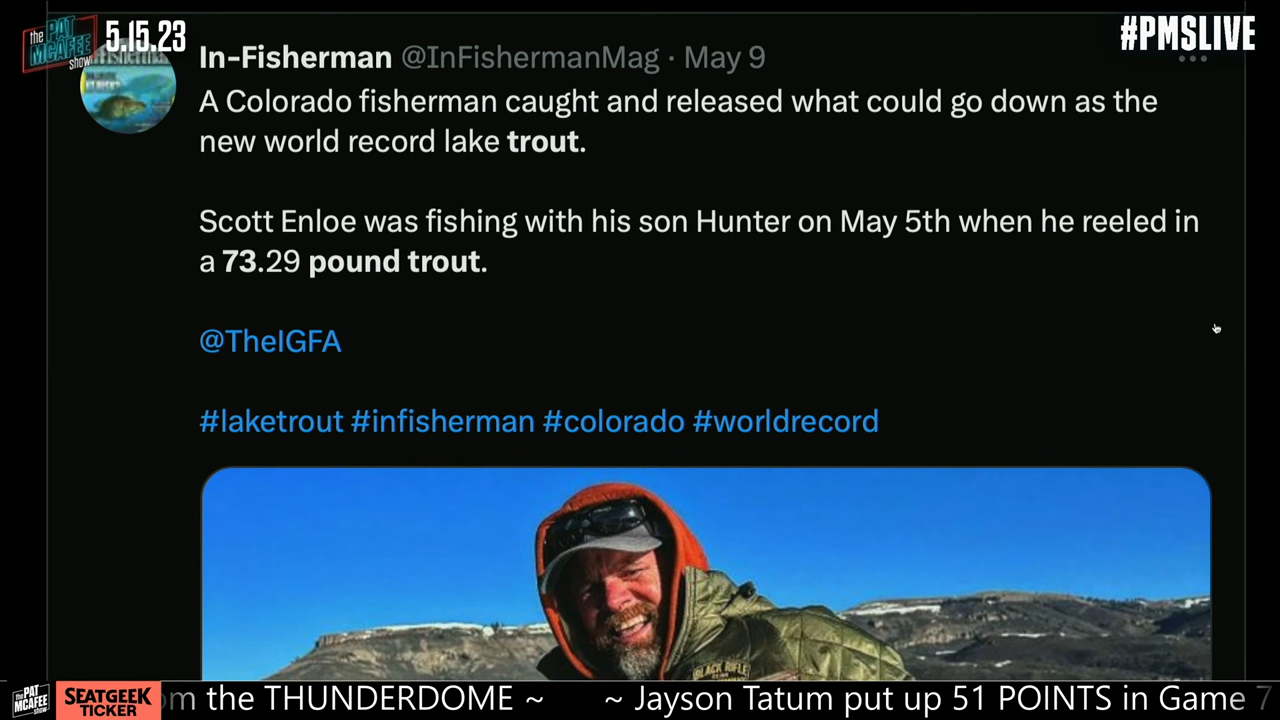 the PAT MCAFEE show 5.15.23
#PMSLIVE
In-Fisherman @InFishermanMag · May 9
A Colorado fisherman caught and released what could go down as the
new world record lake trout.
Scott Enloe was fishing with his son Hunter on May 5th when he reeled in
a 73.29 pound trout.
@TheIGFA
#laketrout #infisherman #colorado #worldrecord
BLACK RIFLE
the PAT MCAFEE show
SEATGEEK
TICKER
om the THUNDERDOME ~ ~ Jayson Tatum put up 51 POINTS in Game 7